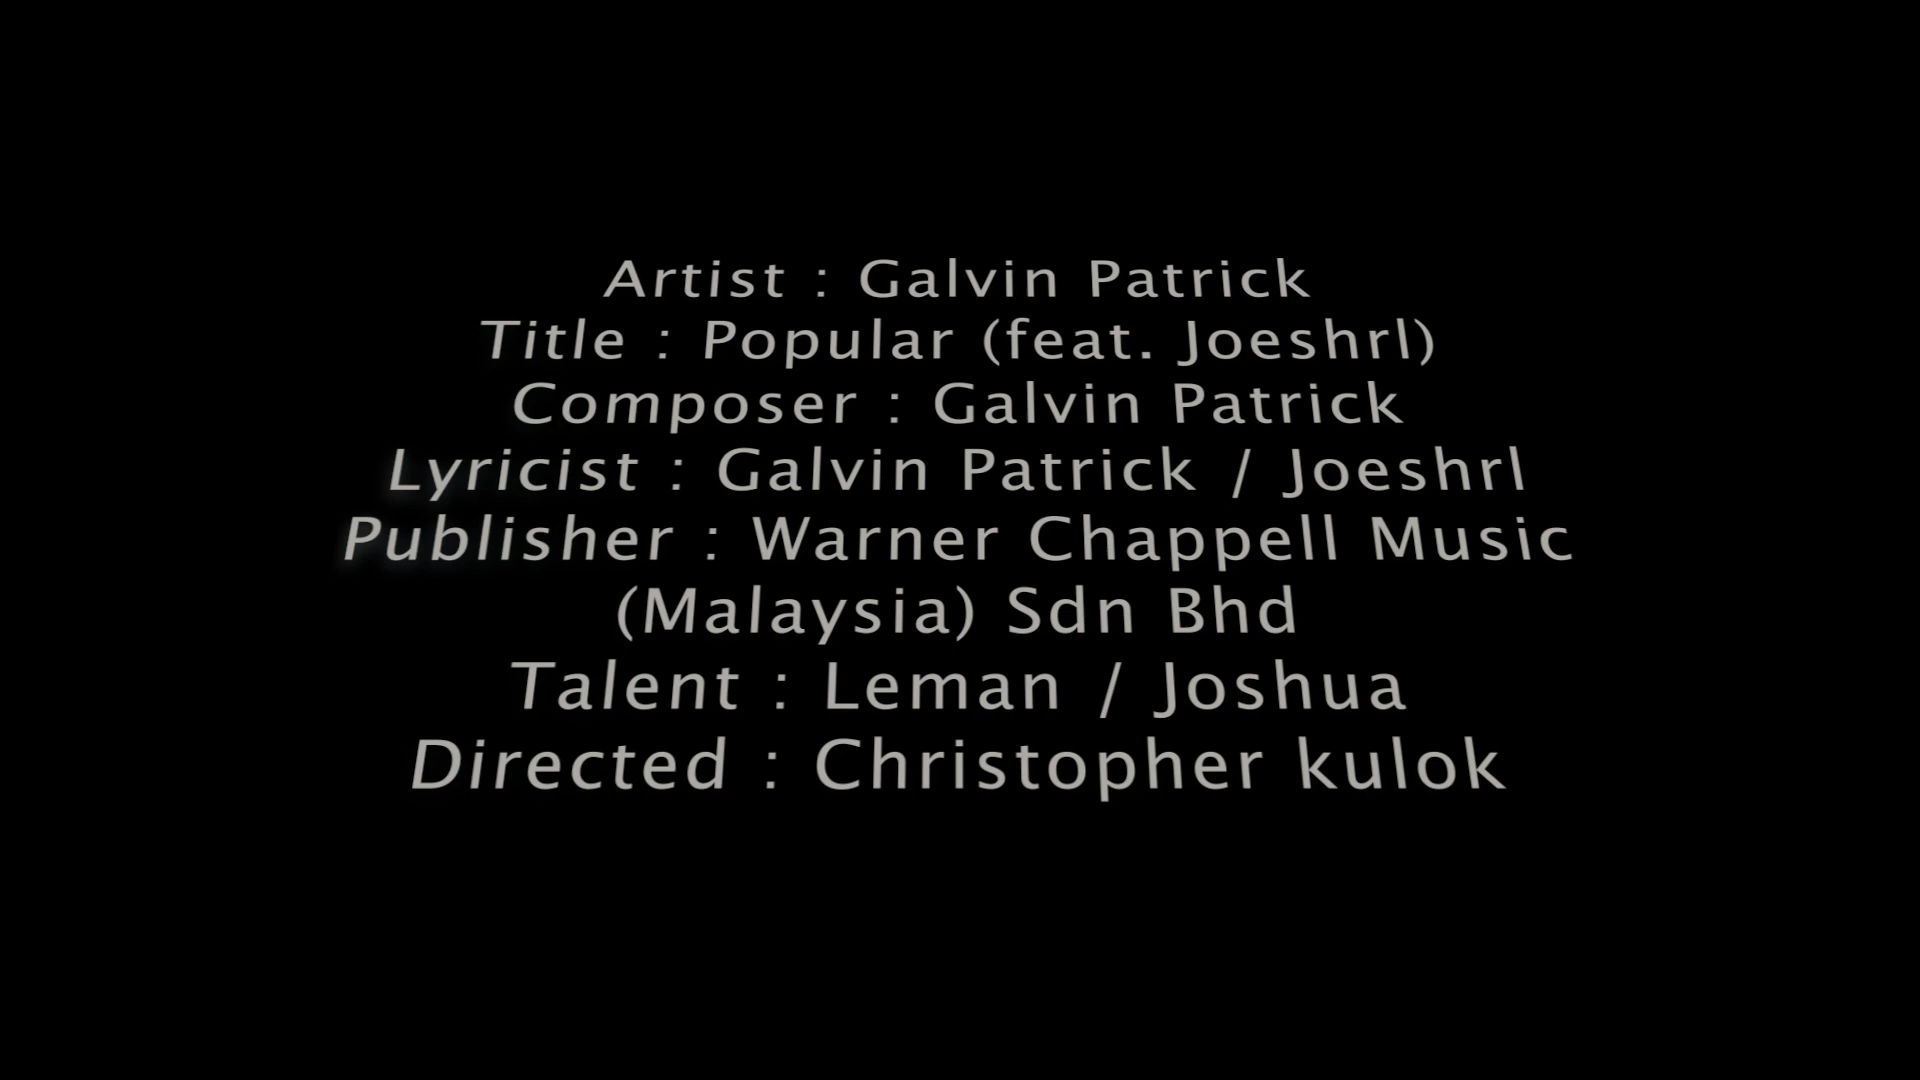 Artist : Galvin Patrick
Title : Popular (feat. Joeshrl)
Composer : Galvin Patrick
Lyricist : Galvin Patrick / Joeshrl
Publisher : Warner Chappell Music
(Malaysia) Sdn Bhd
Talent : Leman / Joshua
Directed : Christopher kulok